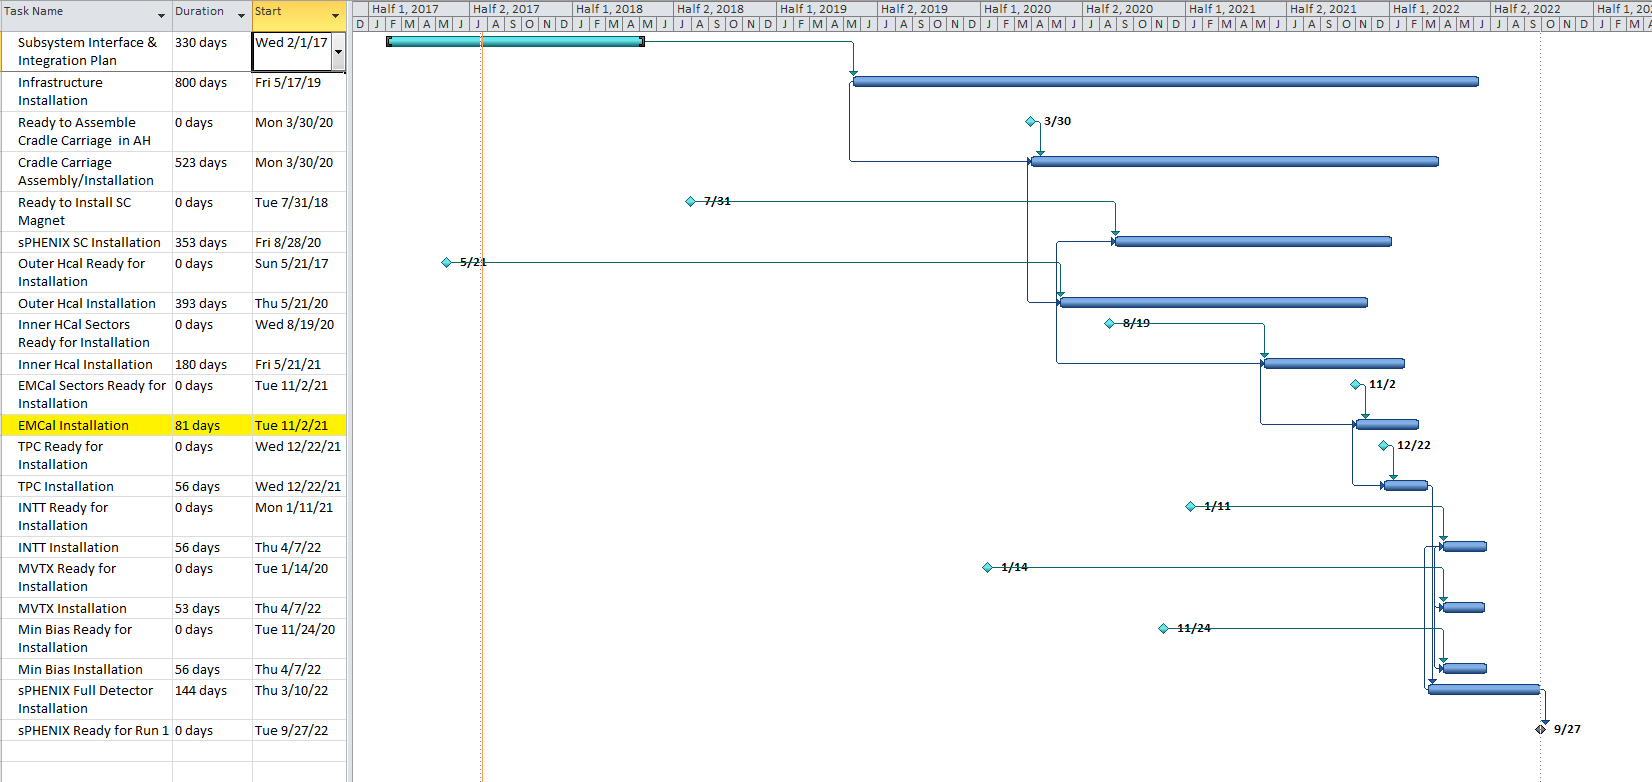 Task Name Duration Start
Half 1, 2017 Half 2, 2017 Half 1, 2018 Half 2, 2018 Half 1, 2019 Half 2, 2019 Half 1, 2020 Half 2, 2020 Half 1, 2021 Half 2, 2021 Half 1, 2022 Half 2, 2022 Half 1, 202
D J F M A M J J A S O N D J F M A M J J A S O N D J F M A M J J A S O N D J F M A M J J A S O N D J F M A M J J A S O N D J F M A M J J A S O N D J F M A
Subsystem Interface & 330 days Wed 2/1/17
Integration Plan
Infrastructure 800 days Fri 5/17/19
Installation
Ready to Assemble 0 days Mon 3/30/20 3/30
Cradle Carriage in AH
Cradle Carriage 523 days Mon 3/30/20
Assembly/Installation
Ready to Install SC 0 days Tue 7/31/18 7/31
Magnet
sPHENIX SC Installation 353 days Fri 8/28/20
Outer Hcal Ready for 0 days Sun 5/21/17 5/21
Installation
Outer Hcal Installation 393 days Thu 5/21/20
Inner HCal Sectors 0 days Wed 8/19/20 8/19
Ready for Installation
Inner Hcal Installation 180 days Fri 5/21/21
EMCal Sectors Ready for 0 days Tue 11/2/21 11/2
Installation
EMCal Installation 81 days Tue 11/2/21
TPC Ready for 0 days Wed 12/22/21 12/22
Installation
TPC Installation 56 days Wed 12/22/21
INTT Ready for 0 days Mon 1/11/21 1/11
Installation
INTT Installation 56 days Thu 4/7/22
MVTX Ready for 0 days Tue 1/14/20 1/14
Installation
MVTX Installation 53 days Thu 4/7/22
Min Bias Ready for 0 days Tue 11/24/20 11/24
Installation
Min Bias Installation 56 days Thu 4/7/22
sPHENIX Full Detector 144 days Thu 3/10/22
Installation
sPHENIX Ready for Run 1 0 days Tue 9/27/22 9/27